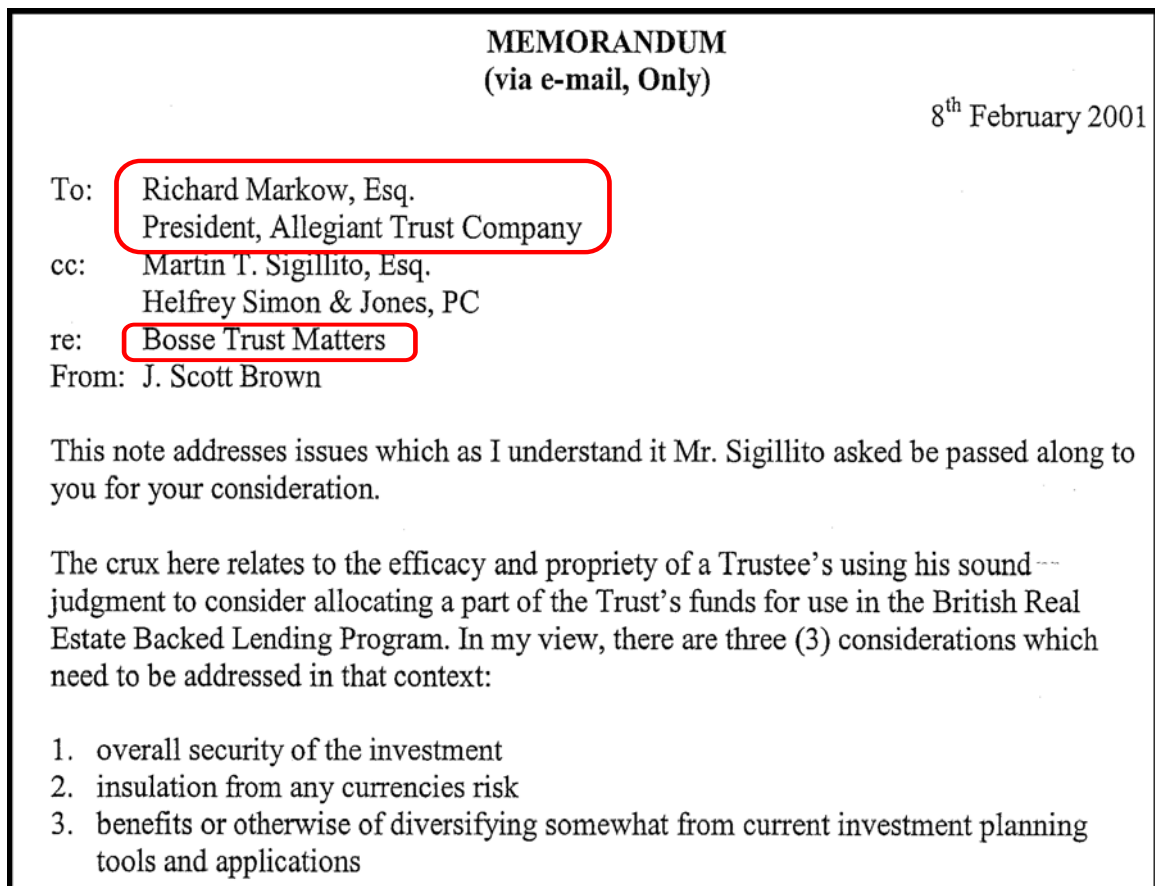 MEMORANDUM
(via e-mail, Only)
8th February 2001
To: Richard Markow, Esq.
President, Allegiant Trust Company
cc: Martin T. Sigillito, Esq.
Helfrey Simon & Jones, PC
re: Bosse Trust Matters
From: J. Scott Brown
This note addresses issues which as I understand it Mr. Sigillito asked be passed along to
you for your consideration.
The crux here relates to the efficacy and propriety of a Trustee's using his sound
judgment to consider allocating a part of the Trust's funds for use in the British Real
Estate Backed Lending Program. In my view, there are three (3) considerations which
need to be addressed in that context:
1. overall security of the investment
2. insulation from any currencies risk
3. benefits or otherwise of diversifying somewhat from current investment planning
tools and applications